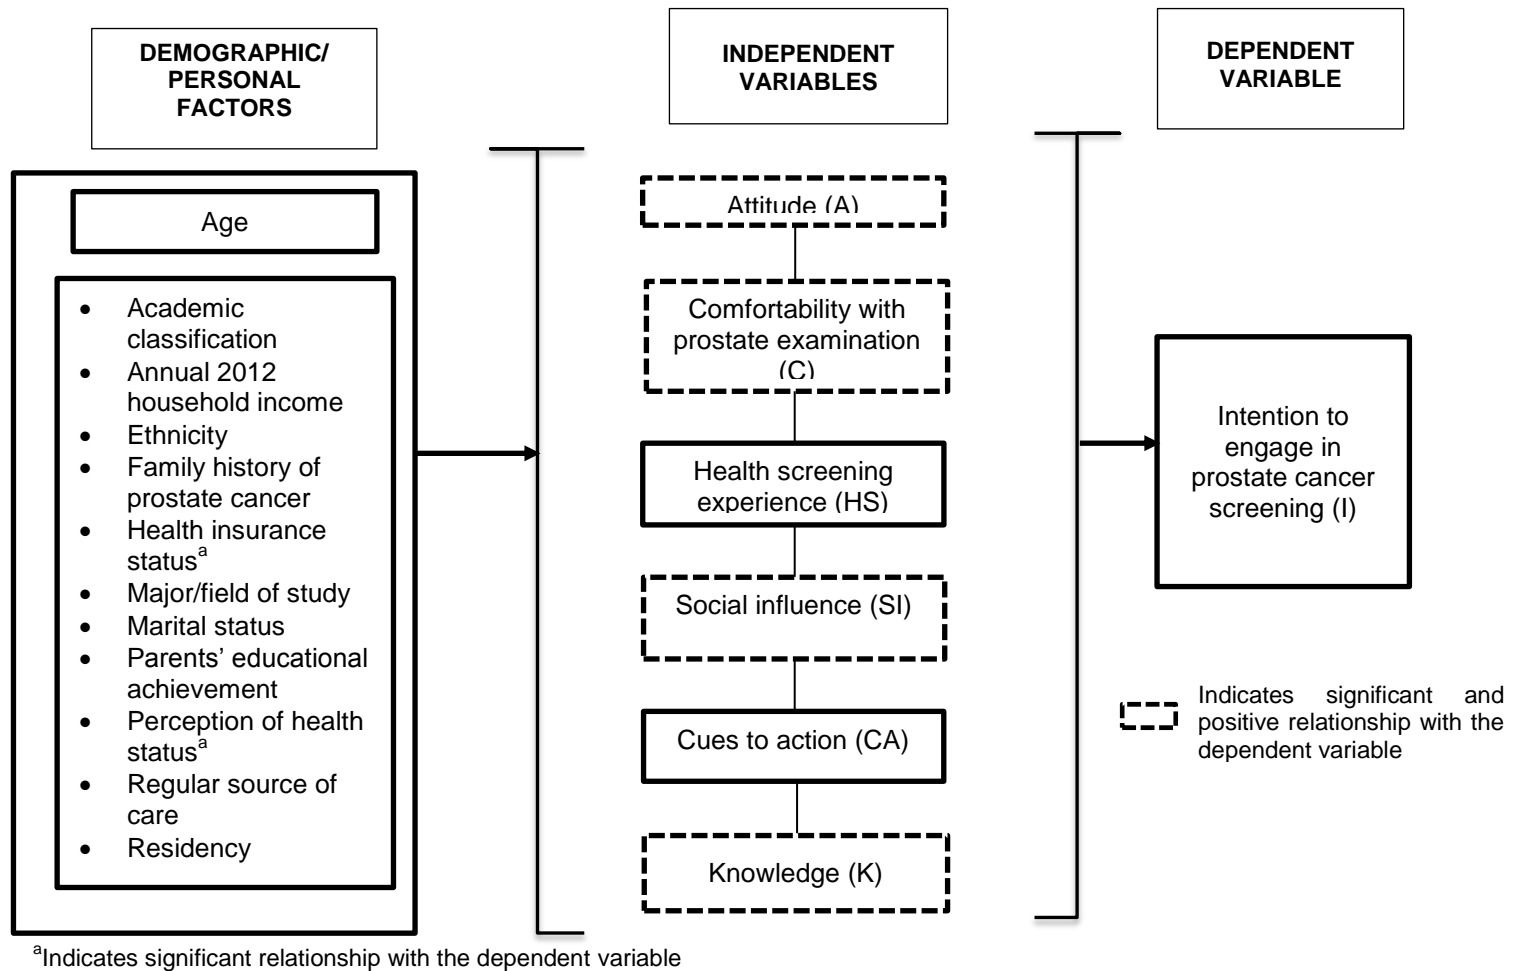 DEMOGRAPHIC/
PERSONAL
FACTORS
Age
• Academic
classification
• Annual 2012
household income
• Ethnicity
• Family history of
prostate cancer
• Health insurance
statusᵃ
• Major/field of study
• Marital status
• Parents’ educational
achievement
• Perception of health
statusᵃ
• Regular source of
care
• Residency
INDEPENDENT
VARIABLES
Attitude (A)
Comfortability with
prostate examination
(C)
Health screening
experience (HS)
Social influence (SI)
Cues to action (CA)
Knowledge (K)
DEPENDENT
VARIABLE
Intention to
engage in
prostate cancer
screening (I)
Indicates significant and
positive relationship with the
dependent variable
ᵃIndicates significant relationship with the dependent variable